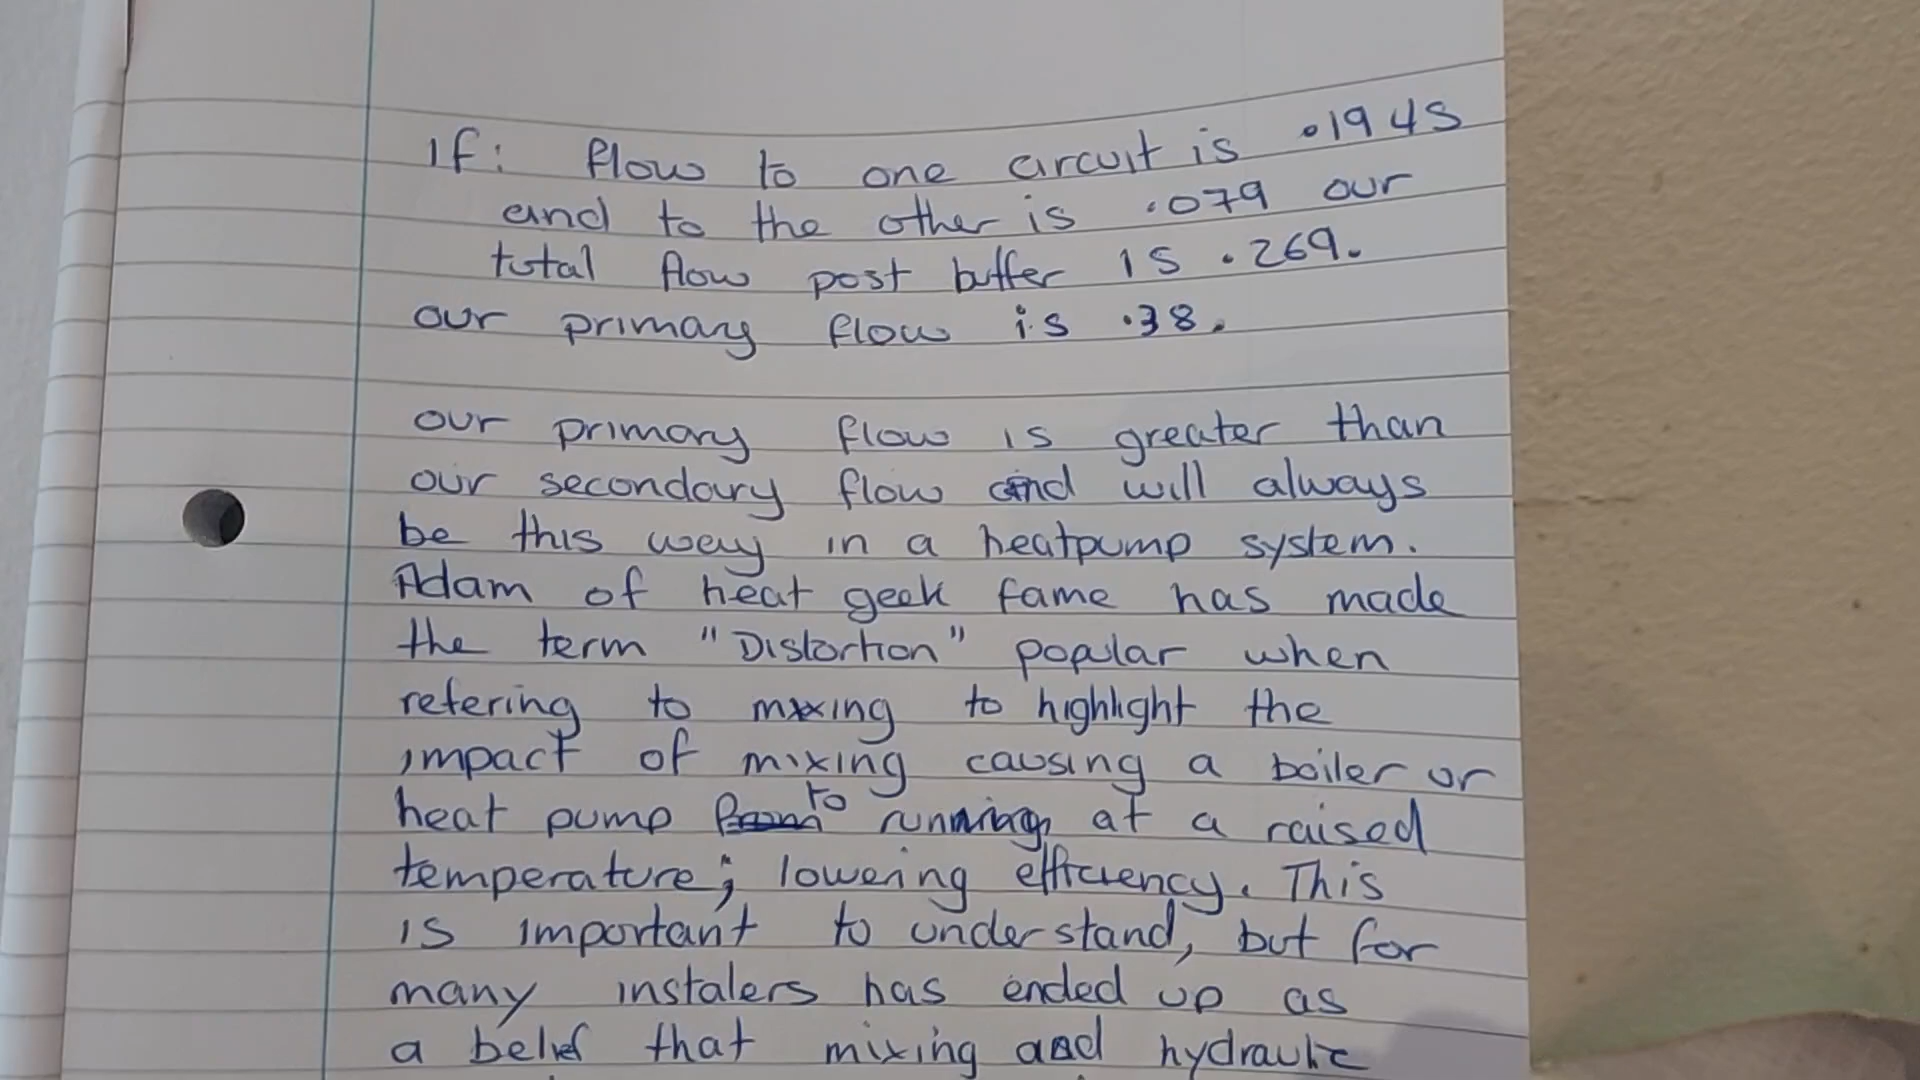 If: flow to one circuit is .1945
and to the other is .079 our
total flow post buffer is .269.
our primary flow is .38.
our primary flow is greater than
our secondary flow and will always
be this way in a heatpump system.
Adam of heat geek fame has made
the term "Distortion" popular when
refering to mixing to highlight the
impact of mixing causing a boiler or
heat pump to running at a raised
temperature; lowering efficiency. This
is important to understand, but for
many instalers has ended up as
a belief that mixing and hydraulic